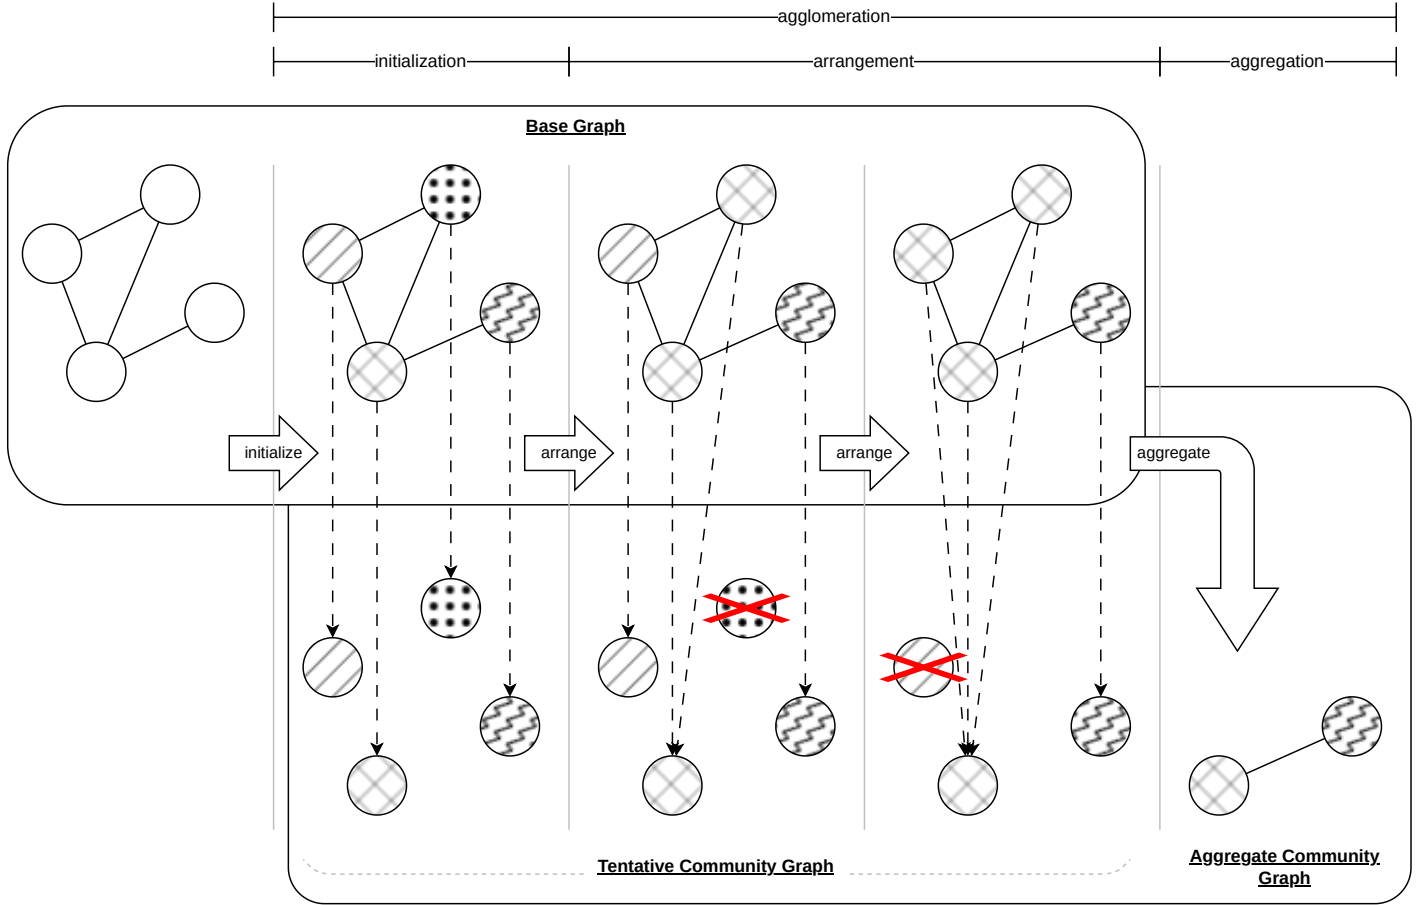 agglomeration
initialization
arrangement
aggregation
Base Graph
initialize
arrange
arrange
aggregate
Tentative Community Graph
Aggregate Community
Graph